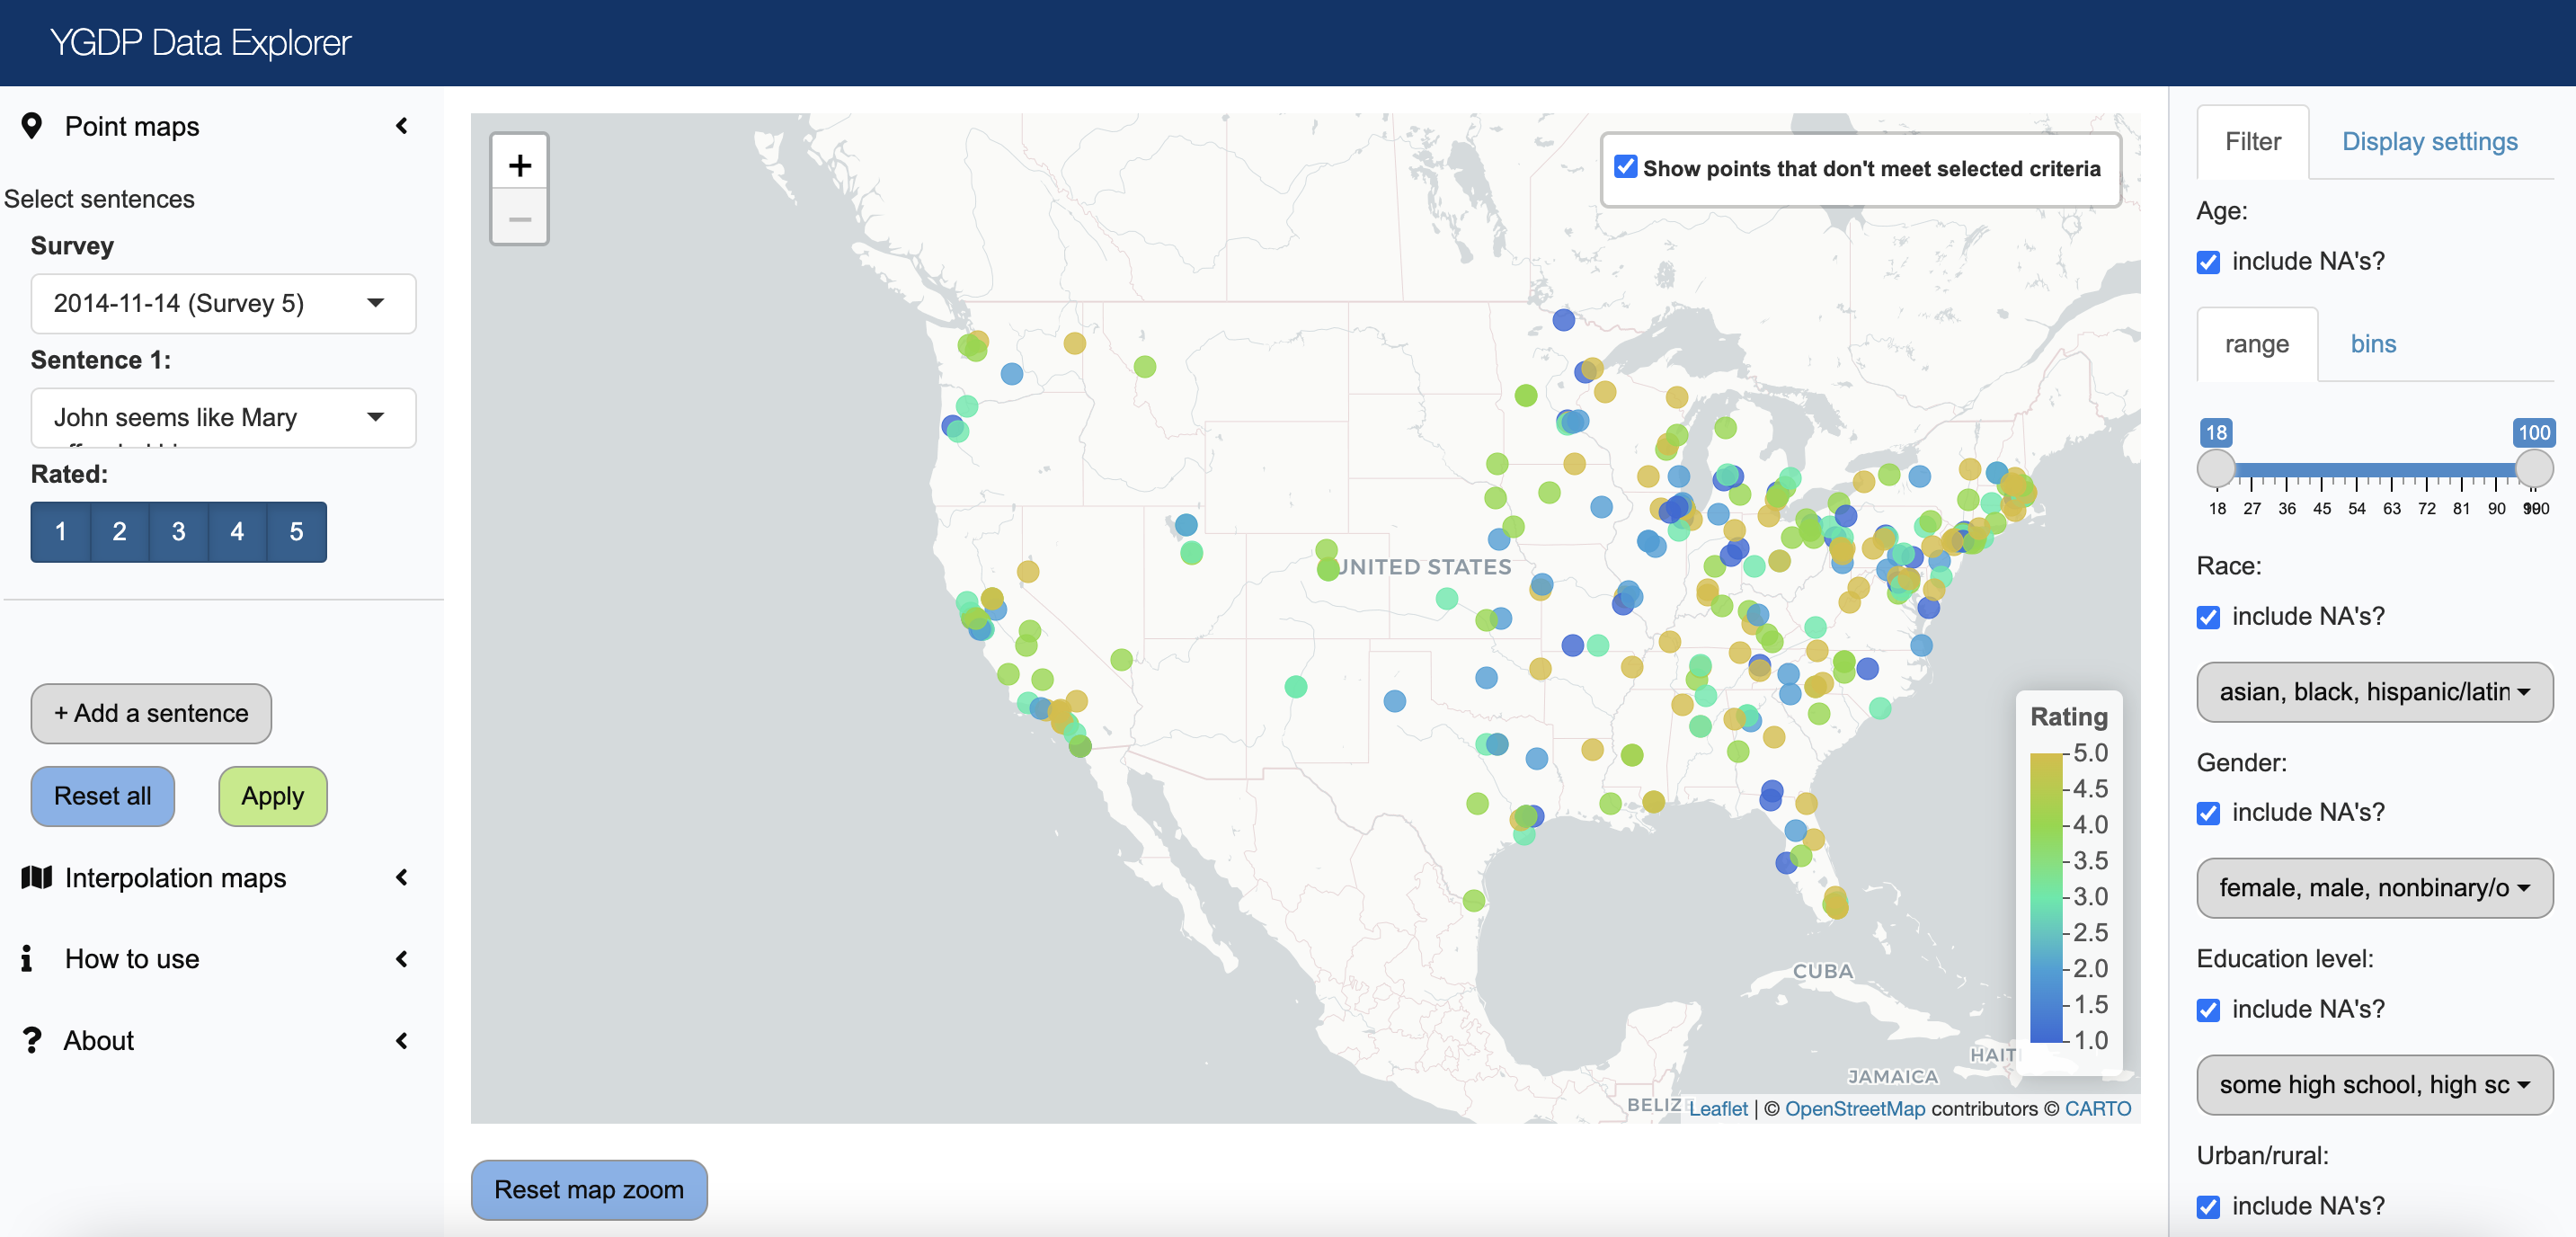 YGDP Data Explorer
Point maps
Select sentences
Survey
2014-11-14 (Survey 5)
Sentence 1:
John seems like Mary
Rated:
1 2 3 4 5
+ Add a sentence
Reset all Apply
Interpolation maps
How to use
About
+
−
Show points that don't meet selected criteria
UNITED STATES
CUBA
HAITI
JAMAICA
BELIZ
Rating
5.0
4.5
4.0
3.5
3.0
2.5
2.0
1.5
1.0
Leaflet | © OpenStreetMap contributors © CARTO
Reset map zoom
Filter Display settings
Age:
include NA's?
range bins
18 100
18 27 36 45 54 63 72 81 90 100
Race:
include NA's?
asian, black, hispanic/latin
Gender:
include NA's?
female, male, nonbinary/o
Education level:
include NA's?
some high school, high sc
Urban/rural:
include NA's?